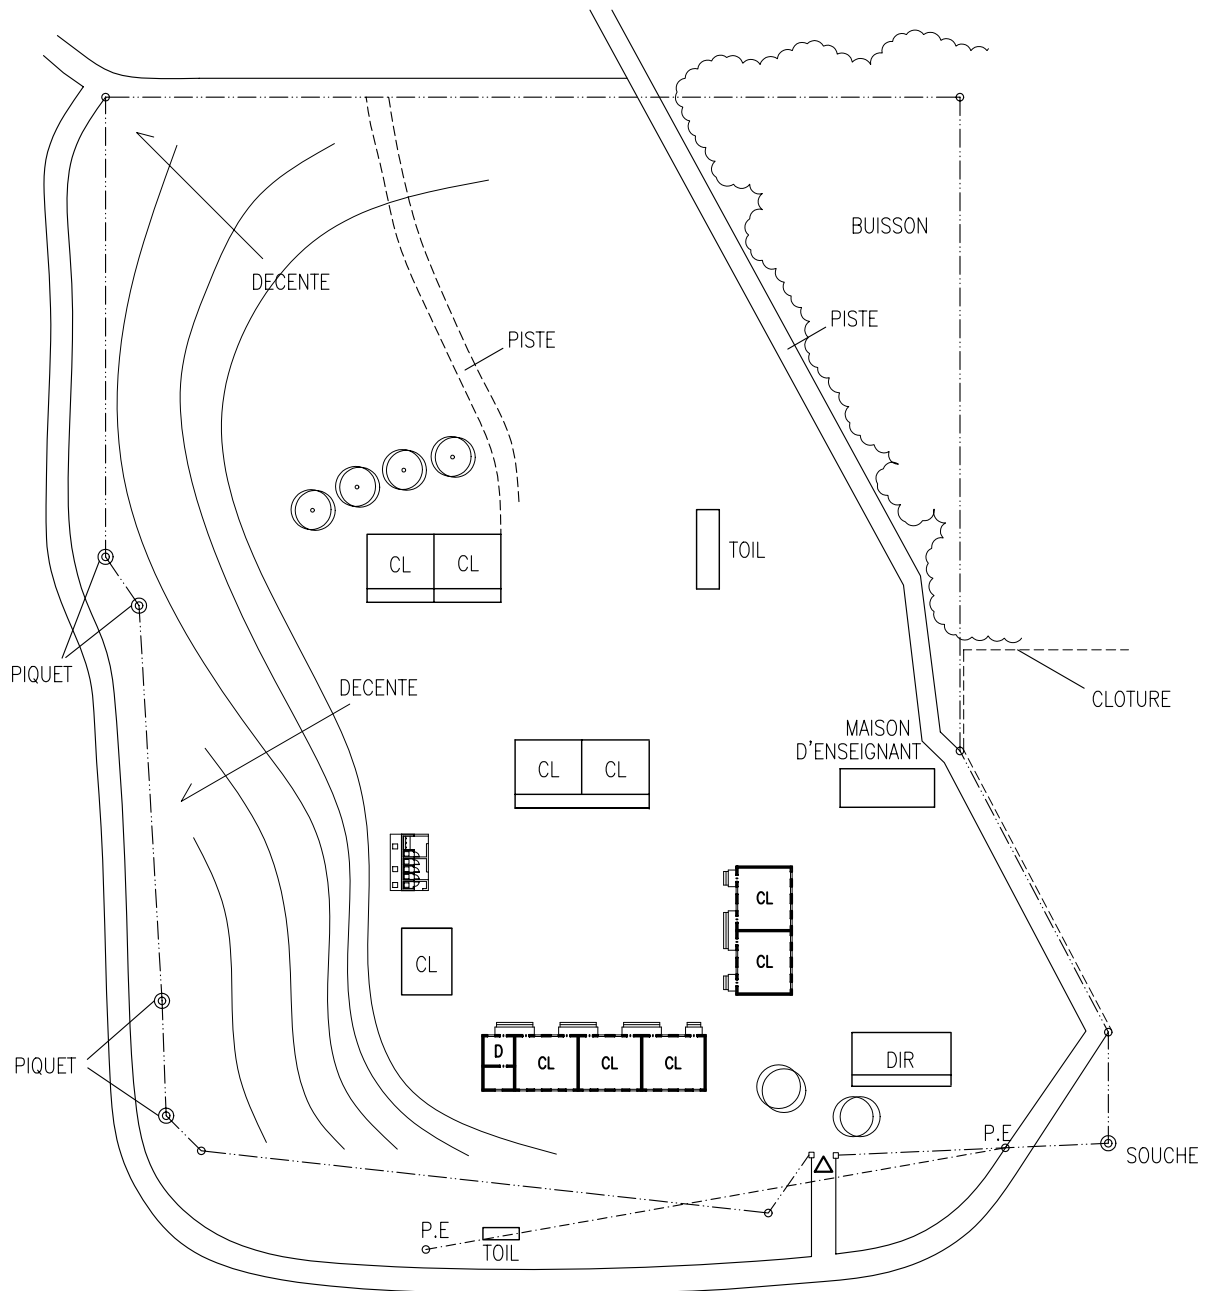 BUISSON
DECENTE
PISTE
PISTE
CL CL
TOIL
PIQUET
DECENTE
CLOTURE
MAISON
D'ENSEIGNANT
CL CL
CL
CL
CL
D CL CL CL
DIR
PIQUET
P.E
SOUCHE
P.E
TOIL